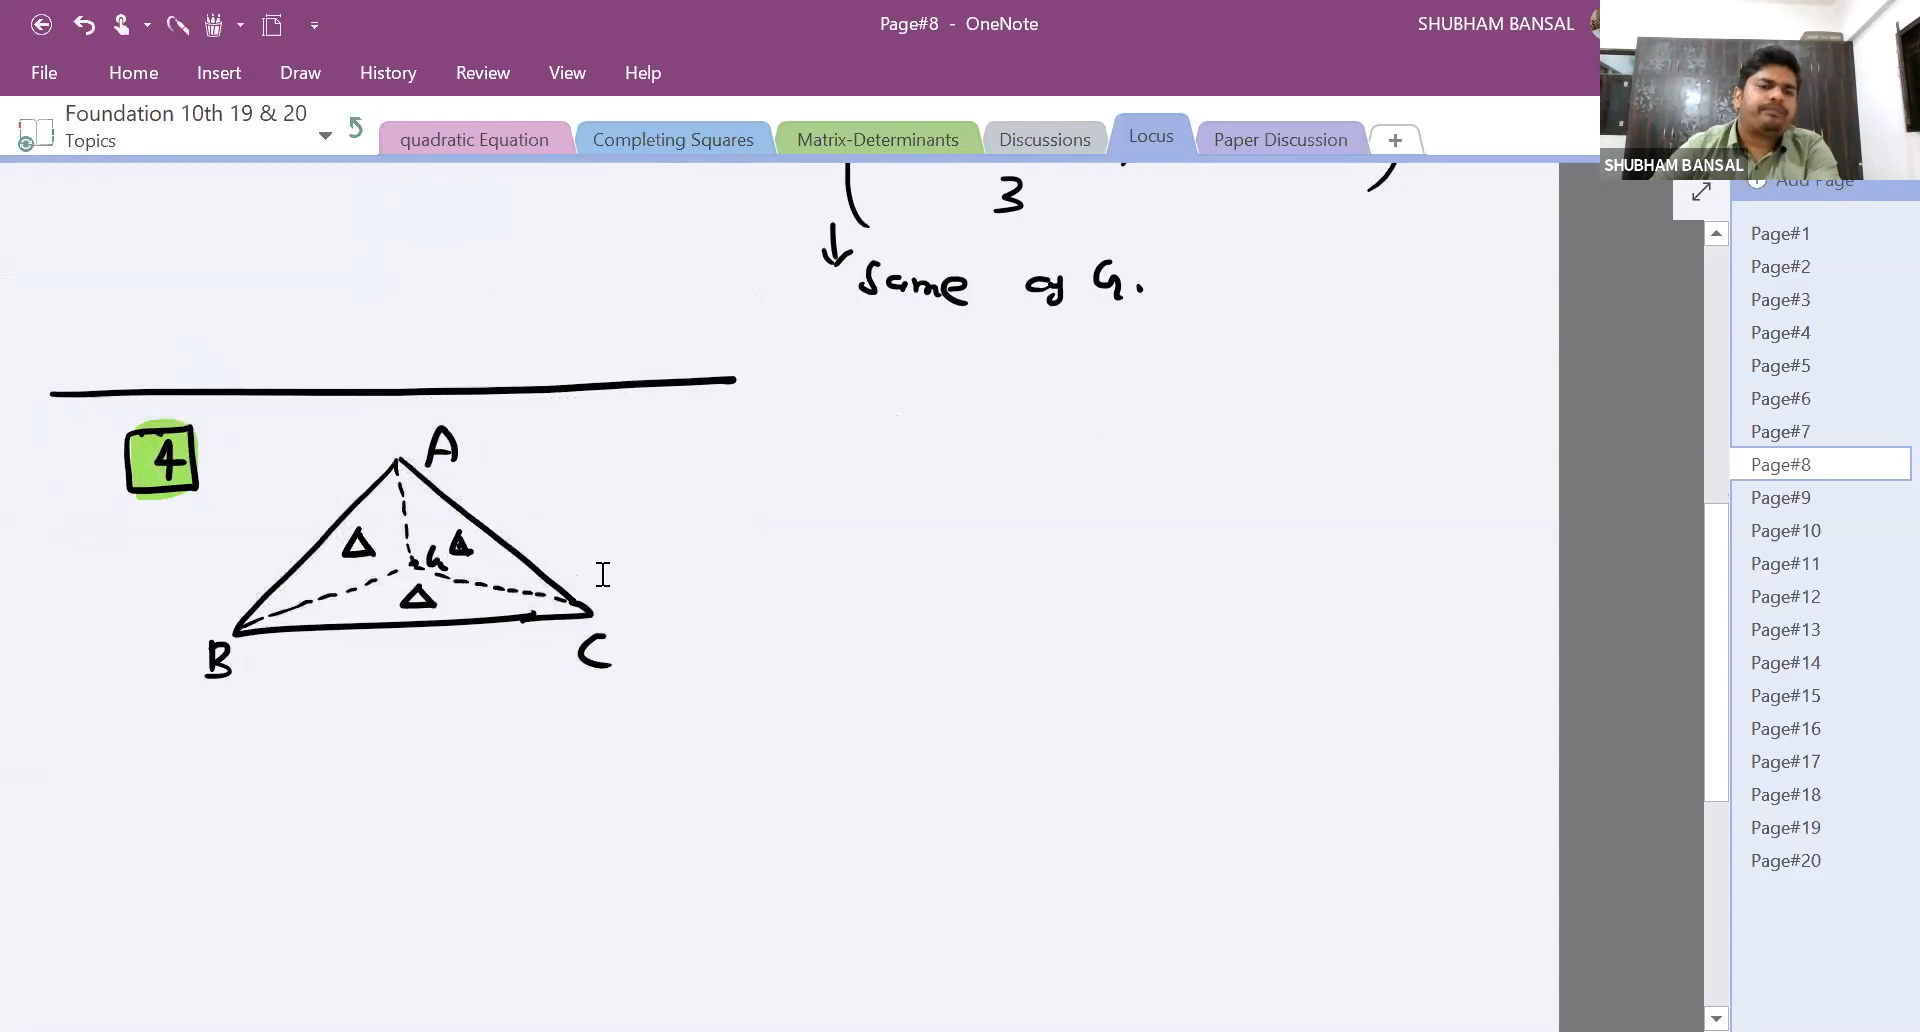 Page#8 - OneNote
SHUBHAM BANSAL
File Home Insert Draw History Review View Help
SHUBHAM BANSAL
Foundation 10th 19 & 20
Topics
quadratic Equation
Completing Squares
Matrix-Determinants
Discussions
Locus
Paper Discussion
+
Add Page
3
Same of G.
4
A
Δ G Δ
Δ
B C
Page#1
Page#2
Page#3
Page#4
Page#5
Page#6
Page#7
Page#8
Page#9
Page#10
Page#11
Page#12
Page#13
Page#14
Page#15
Page#16
Page#17
Page#18
Page#19
Page#20